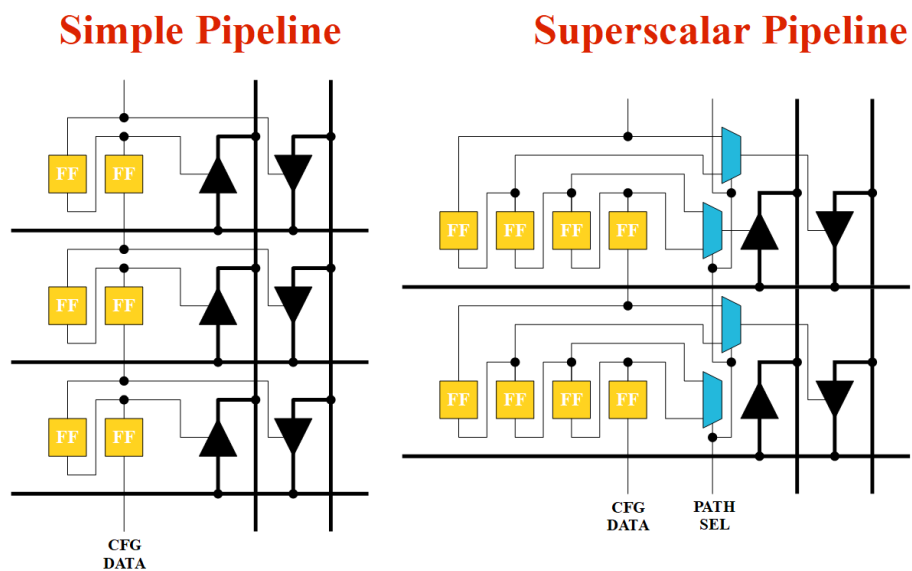 Simple Pipeline
Superscalar Pipeline
FF FF
FF FF
FF FF
CFG
DATA
FF FF FF FF
FF FF FF FF
CFG
DATA
PATH
SEL